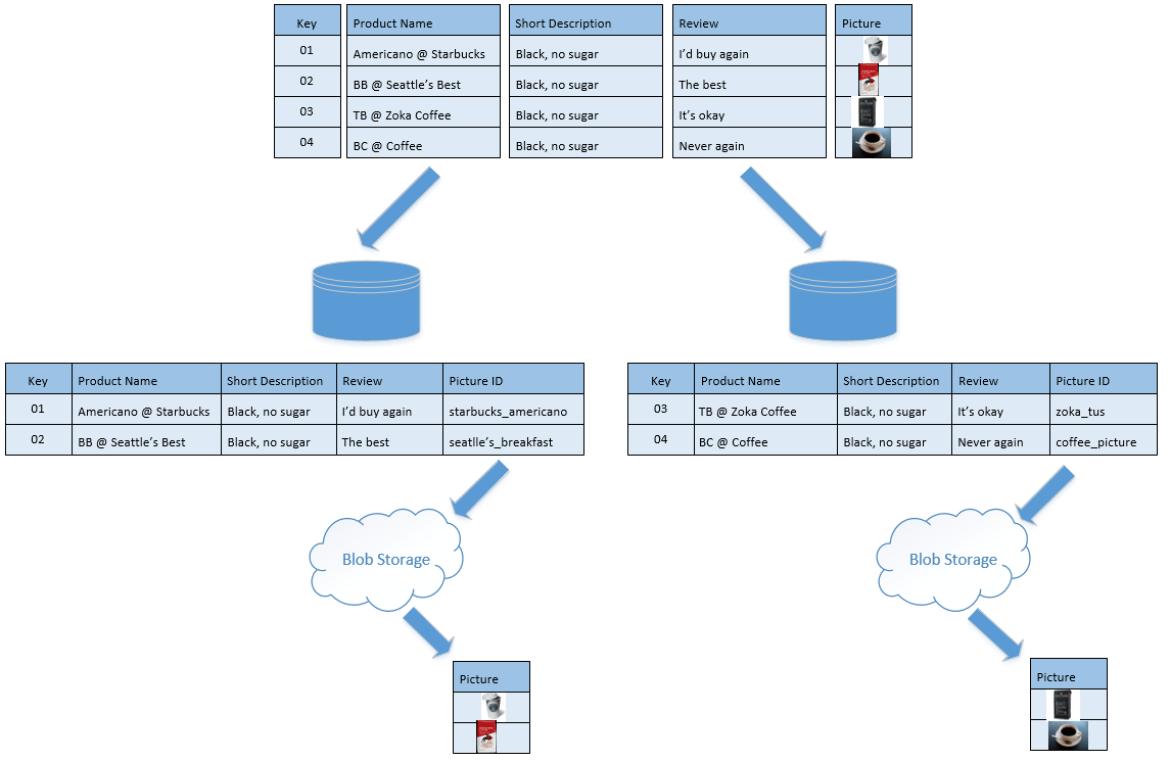 Key Product Name Short Description Review Picture
01 Americano @ Starbucks Black, no sugar I'd buy again
02 BB @ Seattle's Best Black, no sugar The best
03 TB @ Zoka Coffee Black, no sugar It's okay
04 BC @ Coffee Black, no sugar Never again
Key Product Name Short Description Review Picture ID
01 Americano @ Starbucks Black, no sugar I'd buy again starbucks_americano
02 BB @ Seattle's Best Black, no sugar The best seatlle's_breakfast
Key Product Name Short Description Review Picture ID
03 TB @ Zoka Coffee Black, no sugar It's okay zoka_tus
04 BC @ Coffee Black, no sugar Never again coffee_picture
Blob Storage
Blob Storage
Picture
Picture